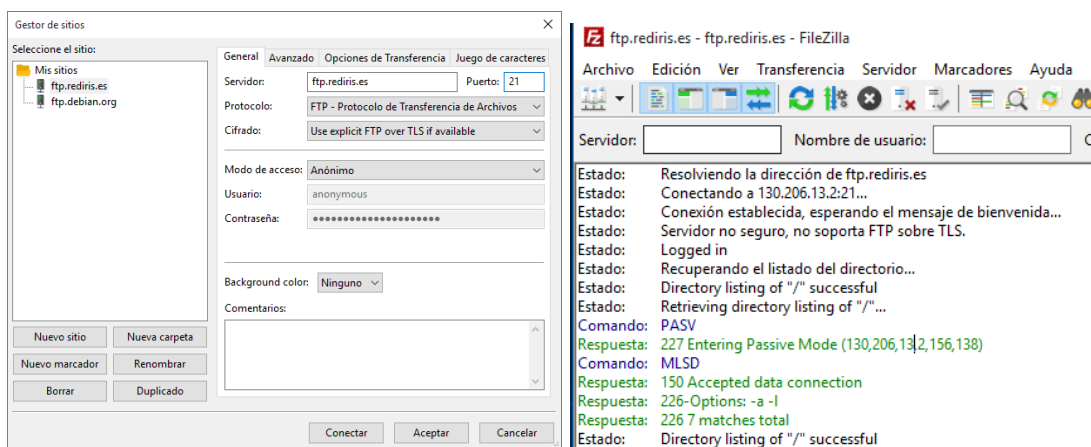 Gestor de sitios
Seleccione el sitio:
Mis sitios
ftp.rediris.es
ftp.debian.org
Nuevo sitio
Nueva carpeta
Nuevo marcador
Renombrar
Borrar
Duplicado
General Avanzado Opciones de Transferencia Juego de caracteres
Servidor: ftp.rediris.es Puerto: 21
Protocolo: FTP - Protocolo de Transferencia de Archivos
Cifrado: Use explicit FTP over TLS if available
Modo de acceso: Anónimo
Usuario: anonymous
Contraseña:
Background color: Ninguno
Comentarios:
Conectar Aceptar Cancelar
ftp.rediris.es - ftp.rediris.es - FileZilla
Archivo Edición Ver Transferencia Servidor Marcadores Ayuda
Servidor: Nombre de usuario: C
Estado: Resolviendo la dirección de ftp.rediris.es
Estado: Conectando a 130.206.13.2:21...
Estado: Conexión establecida, esperando el mensaje de bienvenida...
Estado: Servidor no seguro, no soporta FTP sobre TLS.
Estado: Logged in
Estado: Recuperando el listado del directorio...
Estado: Directory listing of "/" successful
Estado: Retrieving directory listing of "/"...
Comando: PASV
Respuesta: 227 Entering Passive Mode (130,206,13,2,156,138)
Comando: MLSD
Respuesta: 150 Accepted data connection
Respuesta: 226-Options: -a -l
Respuesta: 226 7 matches total
Estado: Directory listing of "/" successful